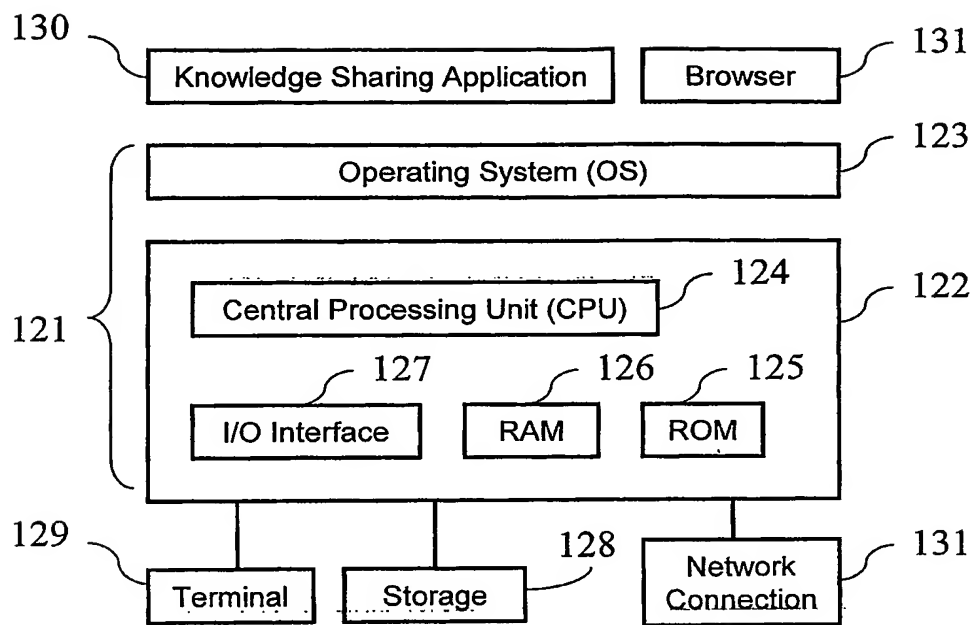 130
131
Knowledge Sharing Application
Browser
123
Operating System (OS)
124
122
Central Processing Unit (CPU)
121
127
126
125
I/O Interface
RAM
ROM
129
128
131
Terminal
Storage
Network
Connection